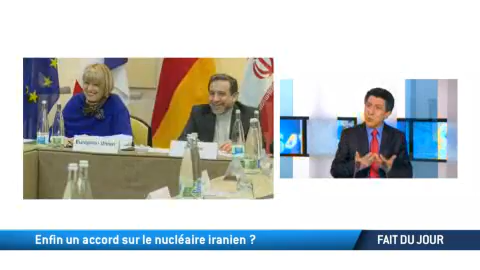 European Union
Enfin un accord sur le nucléaire iranien ?
FAIT DU JOUR